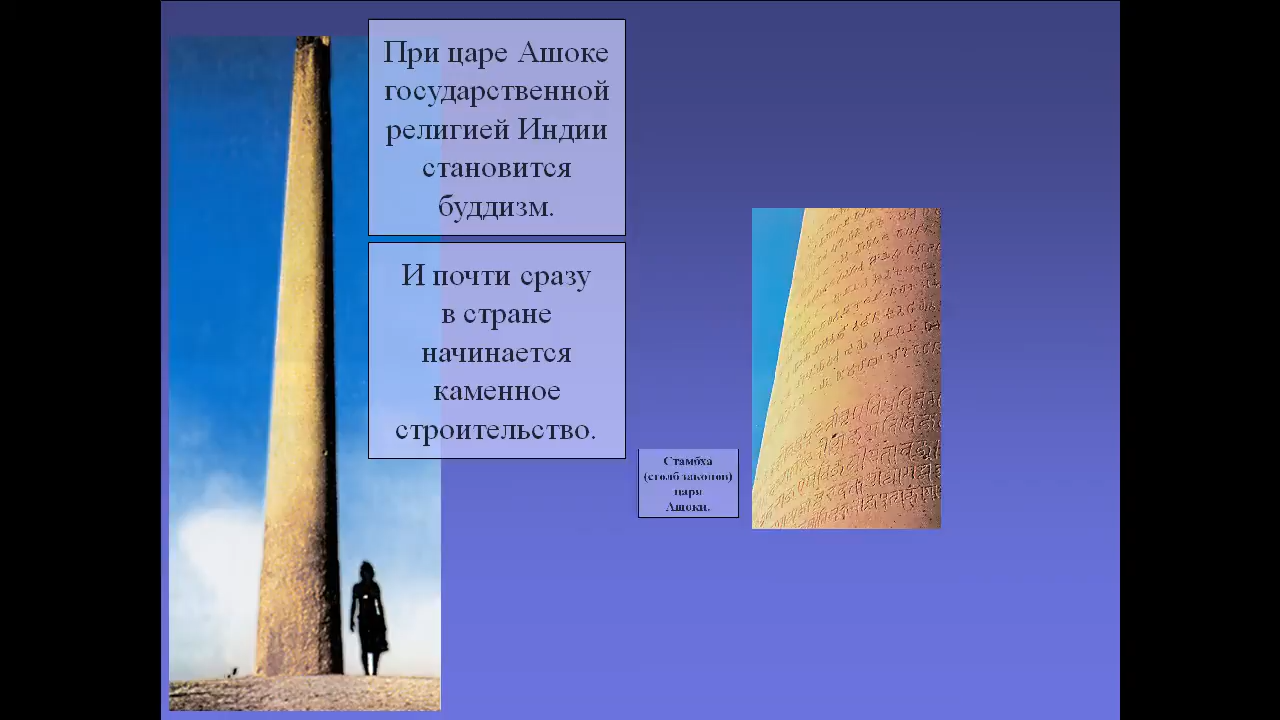 При царе Ашоке
государственной
религией Индии
становится
буддизм.
И почти сразу
в стране
начинается
каменное
строительство.
Стамбха
(столб законов)
царя
Ашоки.